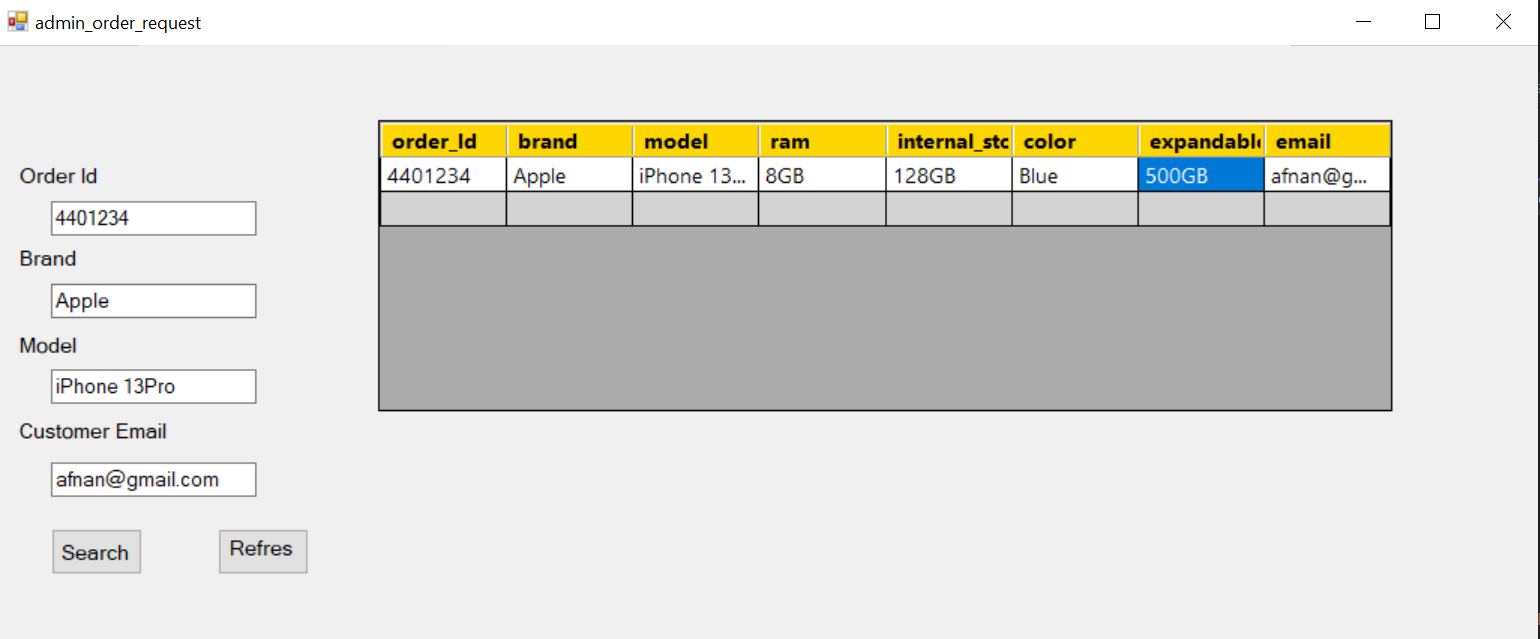 admin_order_request
Order Id
4401234
Brand
Apple
Model
iPhone 13Pro
Customer Email
afnan@gmail.com
Search Refres
order_Id brand model ram internal_stc color expandable email
4401234 Apple iPhone 13... 8GB 128GB Blue 500GB afnan@g...